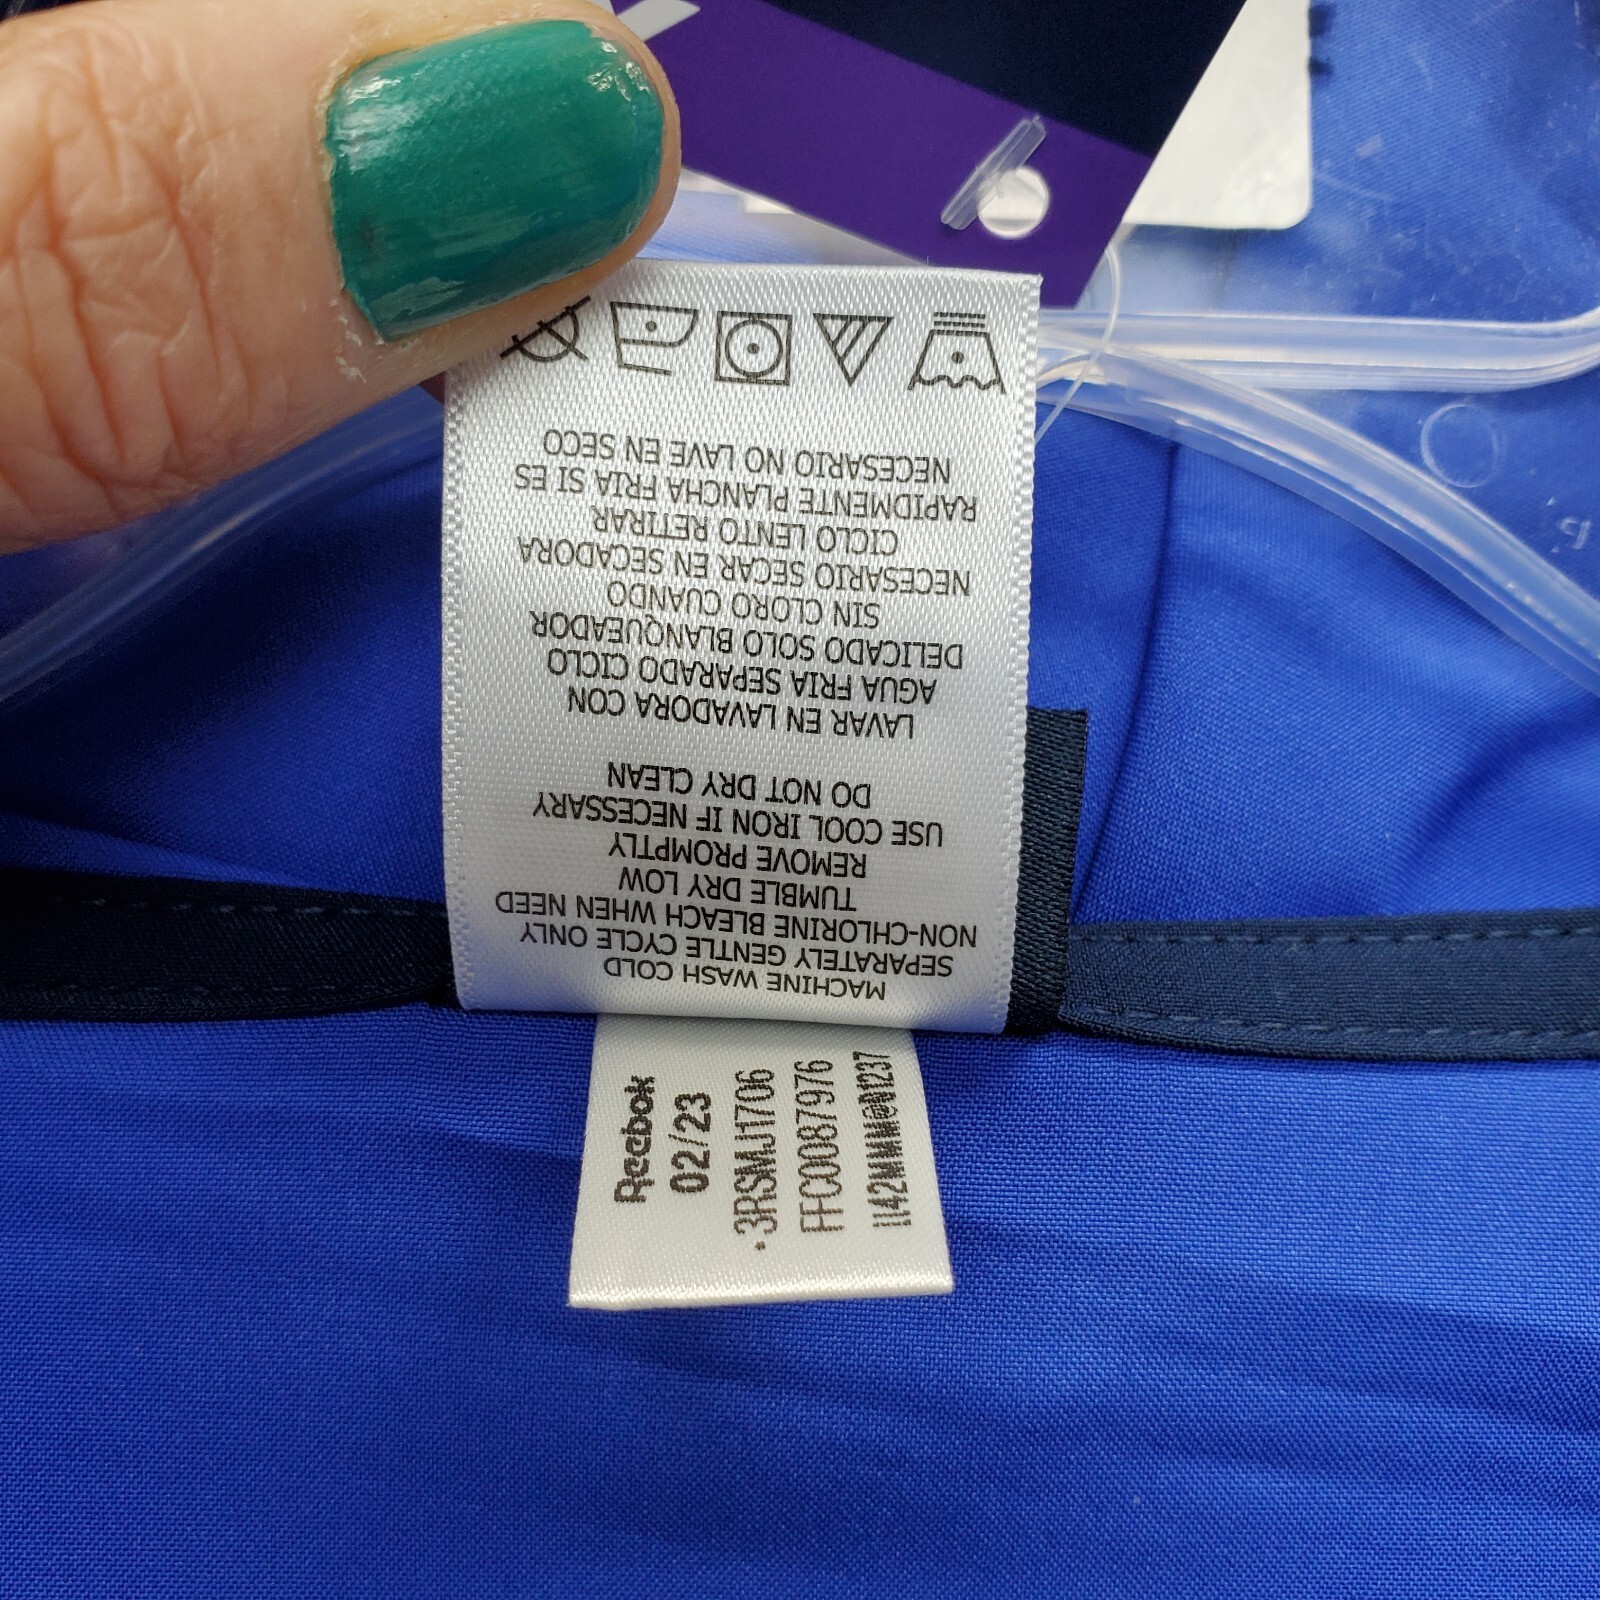 MACHINE WASH COLD
SEPARATELY GENTLE CYCLE ONLY
NON-CHLORINE BLEACH WHEN NEED
TUMBLE DRY LOW
REMOVE PROMPTLY
USE COOL IRON IF NECESSARY
DO NOT DRY CLEAN
LAVAR EN LAVADORA CON
AGUA FRIA SEPARADO CICLO
DELICADO SOLO BLANQUEADOR
SIN CLORO CUANDO
NECESARIO SECAR EN SECADORA
CICLO LENTO RETIRAR
RAPIDMENTE PLANCHA FRIA SI ES
NECESARIO NO LAVE EN SECO
Reebok
02/23
3RSMJ1706
FFC0087976